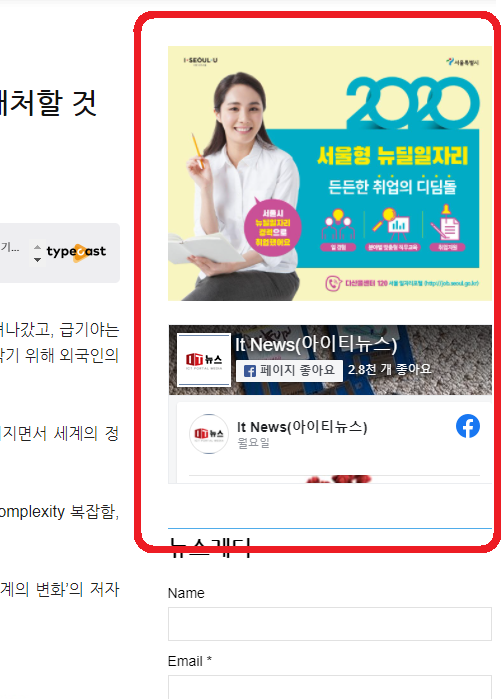 I·SEOUL·U
서울특별시
2020
서울형 뉴딜일자리
든든한 취업의 디딤돌
서울시
뉴딜일자리
경력으로
취업했어요
일 경험
분야별 맞춤형 직무교육
취업지원
다산콜센터 120 서울 일자리포털 (http://job.seoul.go.kr)
대처할 것
기...
typecast
나갔고, 급기야는
기 위해 외국인의
지면서 세계의 정
omplexity 복잡함,
계의 변화'의 저자
IT 뉴스
It News(아이티뉴스)
페이지 좋아요
2.8천 개 좋아요
IT 뉴스
It News(아이티뉴스)
월요일
뉴스레터
Name
Email *